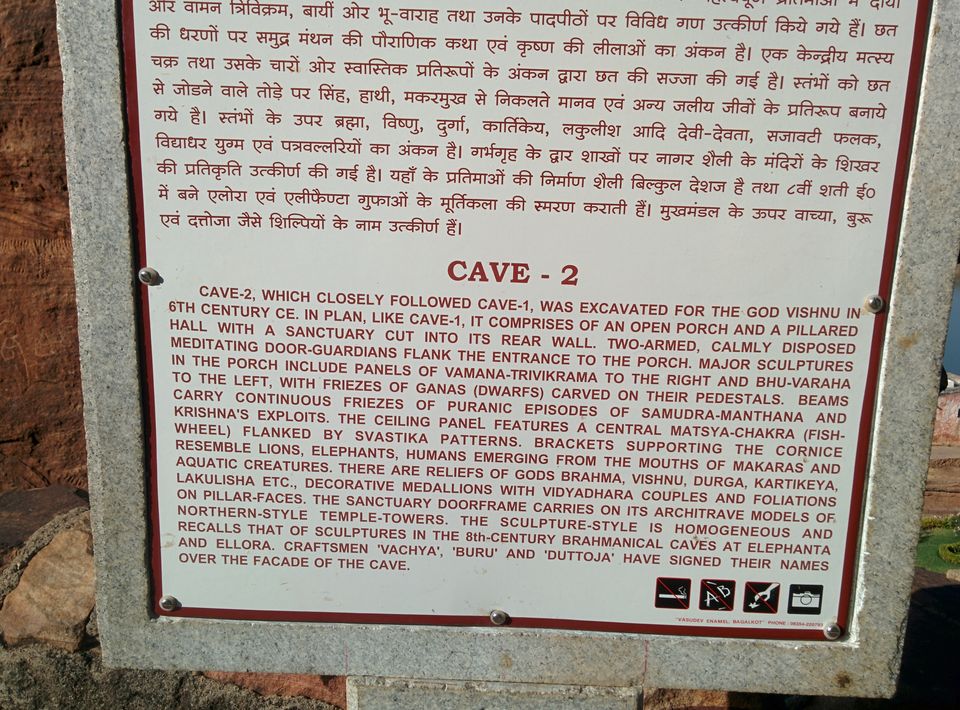 और वामन त्रिविक्रम, बायीं ओर भू-वाराह तथा उनके पादपीठों पर विविध गण उत्कीर्ण किये गये हैं। छत
की धरणों पर समुद्र मंथन की पौराणिक कथा एवं कृष्ण की लीलाओं का अंकन है। एक केन्द्रीय मत्स्य
चक्र तथा उसके चारों ओर स्वास्तिक प्रतिरूपों के अंकन द्वारा छत की सज्जा की गई है। स्तंभों को छत
से जोडने वाले तोड़े पर सिंह, हाथी, मकरमुख से निकलते मानव एवं अन्य जलीय जीवों के प्रतिरूप बनाये
गये है। स्तंभों के उपर ब्रह्मा, विष्णु, दुर्गा, कार्तिकेय, लकुलीश आदि देवी-देवता, सजावटी फलक,
विद्याधर युग्म एवं पत्रवल्लरियों का अंकन है। गर्भगृह के द्वार शाखों पर नागर शैली के मंदिरों के शिखर
की प्रतिकृति उत्कीर्ण की गई है। यहाँ के प्रतिमाओं की निर्माण शैली बिल्कुल देशज है तथा ८वीं शती ई०
में बने एलोरा एवं एलीफैण्टा गुफाओं के मूर्तिकला की स्मरण कराती हैं। मुखमंडल के ऊपर वाच्या, बुरू
एवं दत्तोजा जैसे शिल्पियों के नाम उत्कीर्ण हैं।
CAVE - 2
CAVE-2, WHICH CLOSELY FOLLOWED CAVE-1, WAS EXCAVATED FOR THE GOD VISHNU IN
6TH CENTURY CE. IN PLAN, LIKE CAVE-1, IT COMPRISES OF AN OPEN PORCH AND A PILLARED
HALL WITH A SANCTUARY CUT INTO ITS REAR WALL. TWO-ARMED, CALMLY DISPOSED
MEDITATING DOOR-GUARDIANS FLANK THE ENTRANCE TO THE PORCH. MAJOR SCULPTURES
IN THE PORCH INCLUDE PANELS OF VAMANA-TRIVIKRAMA TO THE RIGHT AND BHU-VARAHA
TO THE LEFT, WITH FRIEZES OF GANAS (DWARFS) CARVED ON THEIR PEDESTALS. BEAMS
CARRY CONTINUOUS FRIEZES OF PURANIC EPISODES OF SAMUDRA-MANTHANA AND
KRISHNA'S EXPLOITS. THE CEILING PANEL FEATURES A CENTRAL MATSYA-CHAKRA (FISH-
WHEEL) FLANKED BY SVASTIKA PATTERNS. BRACKETS SUPPORTING THE CORNICE
RESEMBLE LIONS, ELEPHANTS, HUMANS EMERGING FROM THE MOUTHS OF MAKARAS AND
AQUATIC CREATURES. THERE ARE RELIEFS OF GODS BRAHMA, VISHNU, DURGA, KARTIKEYA,
LAKULISHA ETC., DECORATIVE MEDALLIONS WITH VIDYADHARA COUPLES AND FOLIATIONS
ON PILLAR-FACES. THE SANCTUARY DOORFRAME CARRIES ON ITS ARCHITRAVE MODELS OF
NORTHERN-STYLE TEMPLE-TOWERS. THE SCULPTURE-STYLE IS HOMOGENEOUS AND
RECALLS THAT OF SCULPTURES IN THE 8th-CENTURY BRAHMANICAL CAVES AT ELEPHANTA
AND ELLORA. CRAFTSMEN 'VACHYA', 'BURU' AND 'DUTTOJA' HAVE SIGNED THEIR NAMES
OVER THE FACADE OF THE CAVE.
"VASUDEV ENAMEL, BAGALKOT" PHONE :